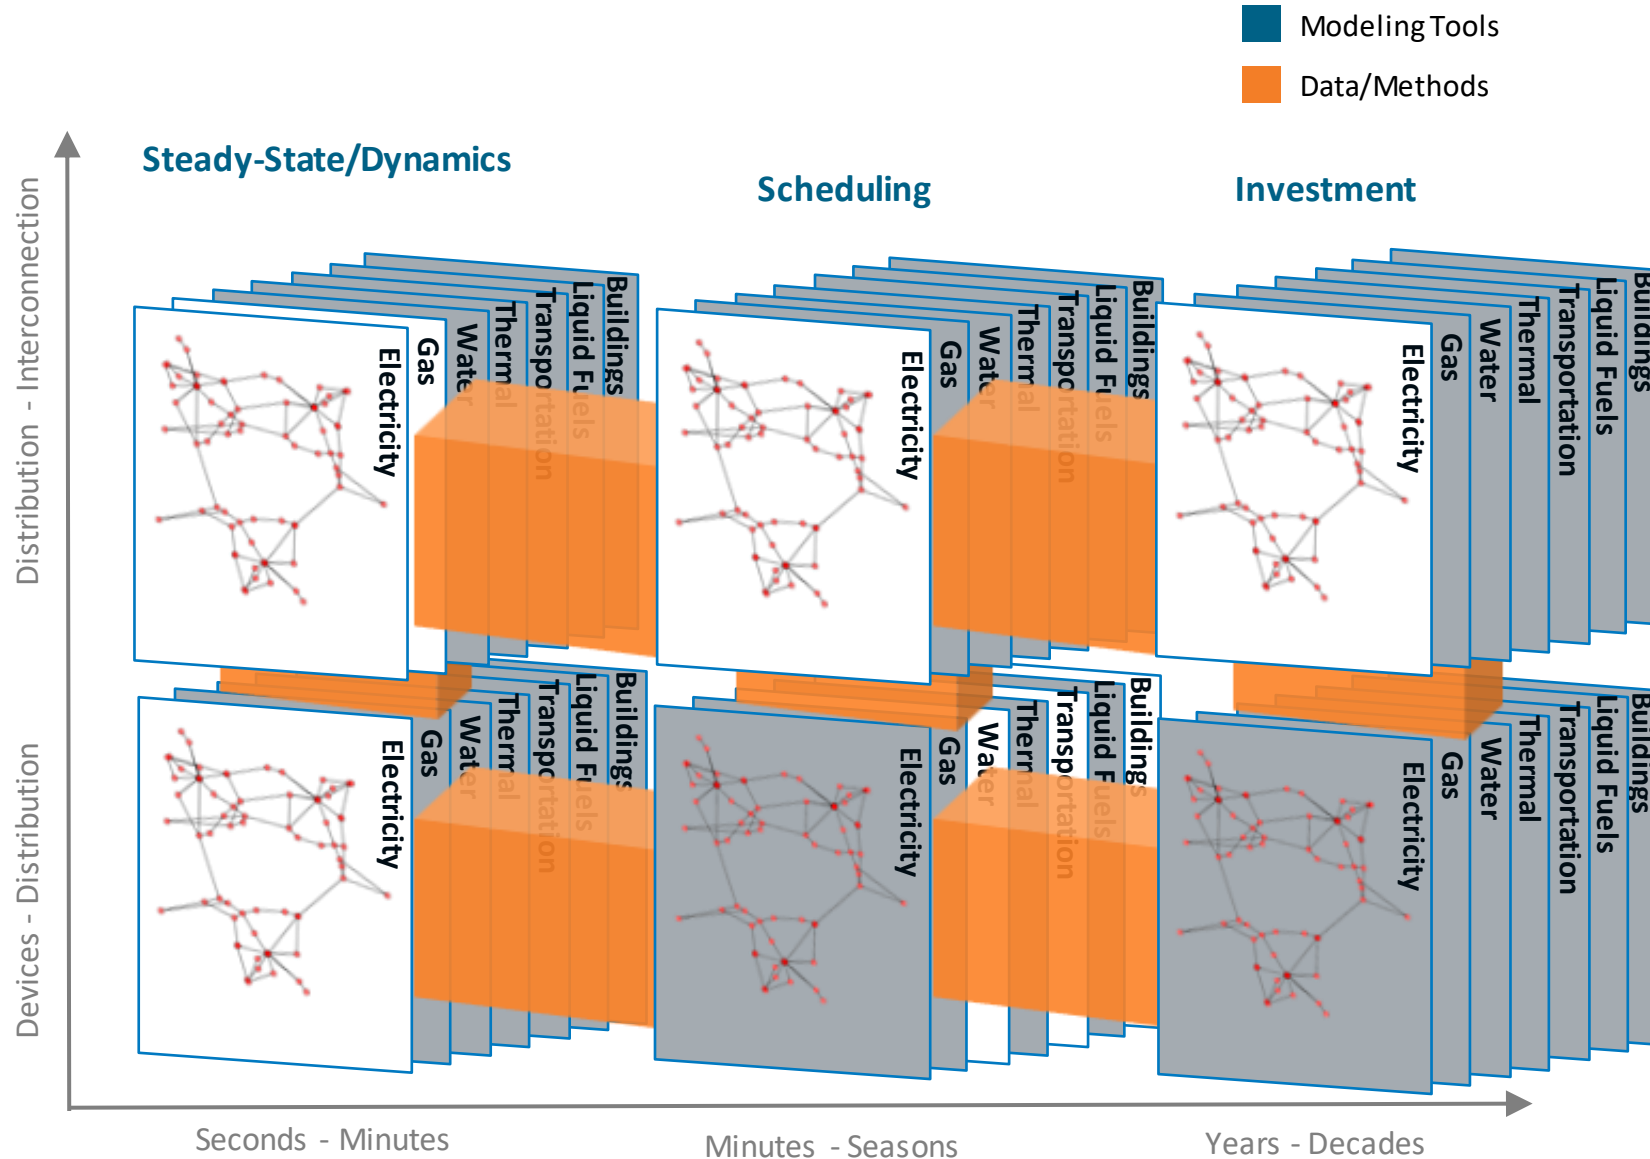 Modeling Tools
Data/Methods
Steady-State/Dynamics
Scheduling
Investment
Distribution - Interconnection
Electricity
Gas
Water
Thermal
Transportation
Liquid Fuels
Buildings
Electricity
Gas
Water
Thermal
Transportation
Liquid Fuels
Buildings
Electricity
Gas
Water
Thermal
Transportation
Liquid Fuels
Buildings
Devices - Distribution
Electricity
Gas
Water
Thermal
Transportation
Liquid Fuels
Buildings
Electricity
Gas
Water
Thermal
Transportation
Liquid Fuels
Buildings
Electricity
Gas
Water
Thermal
Transportation
Liquid Fuels
Buildings
Seconds - Minutes
Minutes - Seasons
Years - Decades